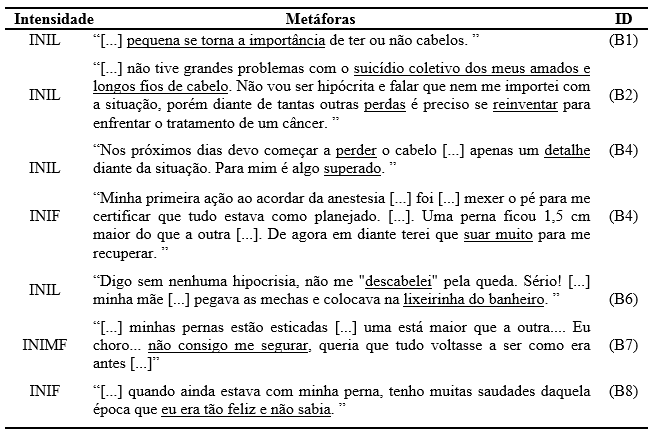 Intensidade Metáforas ID
INIL “[...] pequena se torna a importância de ter ou não cabelos. ” (B1)
“[...] não tive grandes problemas com o suicídio coletivo dos meus amados e
longos fios de cabelo. Não vou ser hipócrita e falar que nem me importei com
INIL a situação, porém diante de tantas outras perdas é preciso se reinventar para (B2)
enfrentar o tratamento de um câncer. ”
“Nos próximos dias devo começar a perder o cabelo [...] apenas um detalhe (B4)
INIL diante da situação. Para mim é algo superado. ”
“Minha primeira ação ao acordar da anestesia [...] foi [...] mexer o pé para me
INIF certificar que tudo estava como planejado. [...]. Uma perna ficou 1,5 cm (B4)
maior do que a outra [...]. De agora em diante terei que suar muito para me
recuperar. ”
INIL “Digo sem nenhuma hipocrisia, não me "descabelei" pela queda. Sério! [...]
minha mãe [...] pegava as mechas e colocava na lixeirinha do banheiro. ” (B6)
“[...] minhas pernas estão esticadas [...] uma está maior que a outra.... Eu
INIMF choro... não consigo me segurar, queria que tudo voltasse a ser como era (B7)
antes [...]”
INIF “[...] quando ainda estava com minha perna, tenho muitas saudades daquela (B8)
época que eu era tão feliz e não sabia. ”